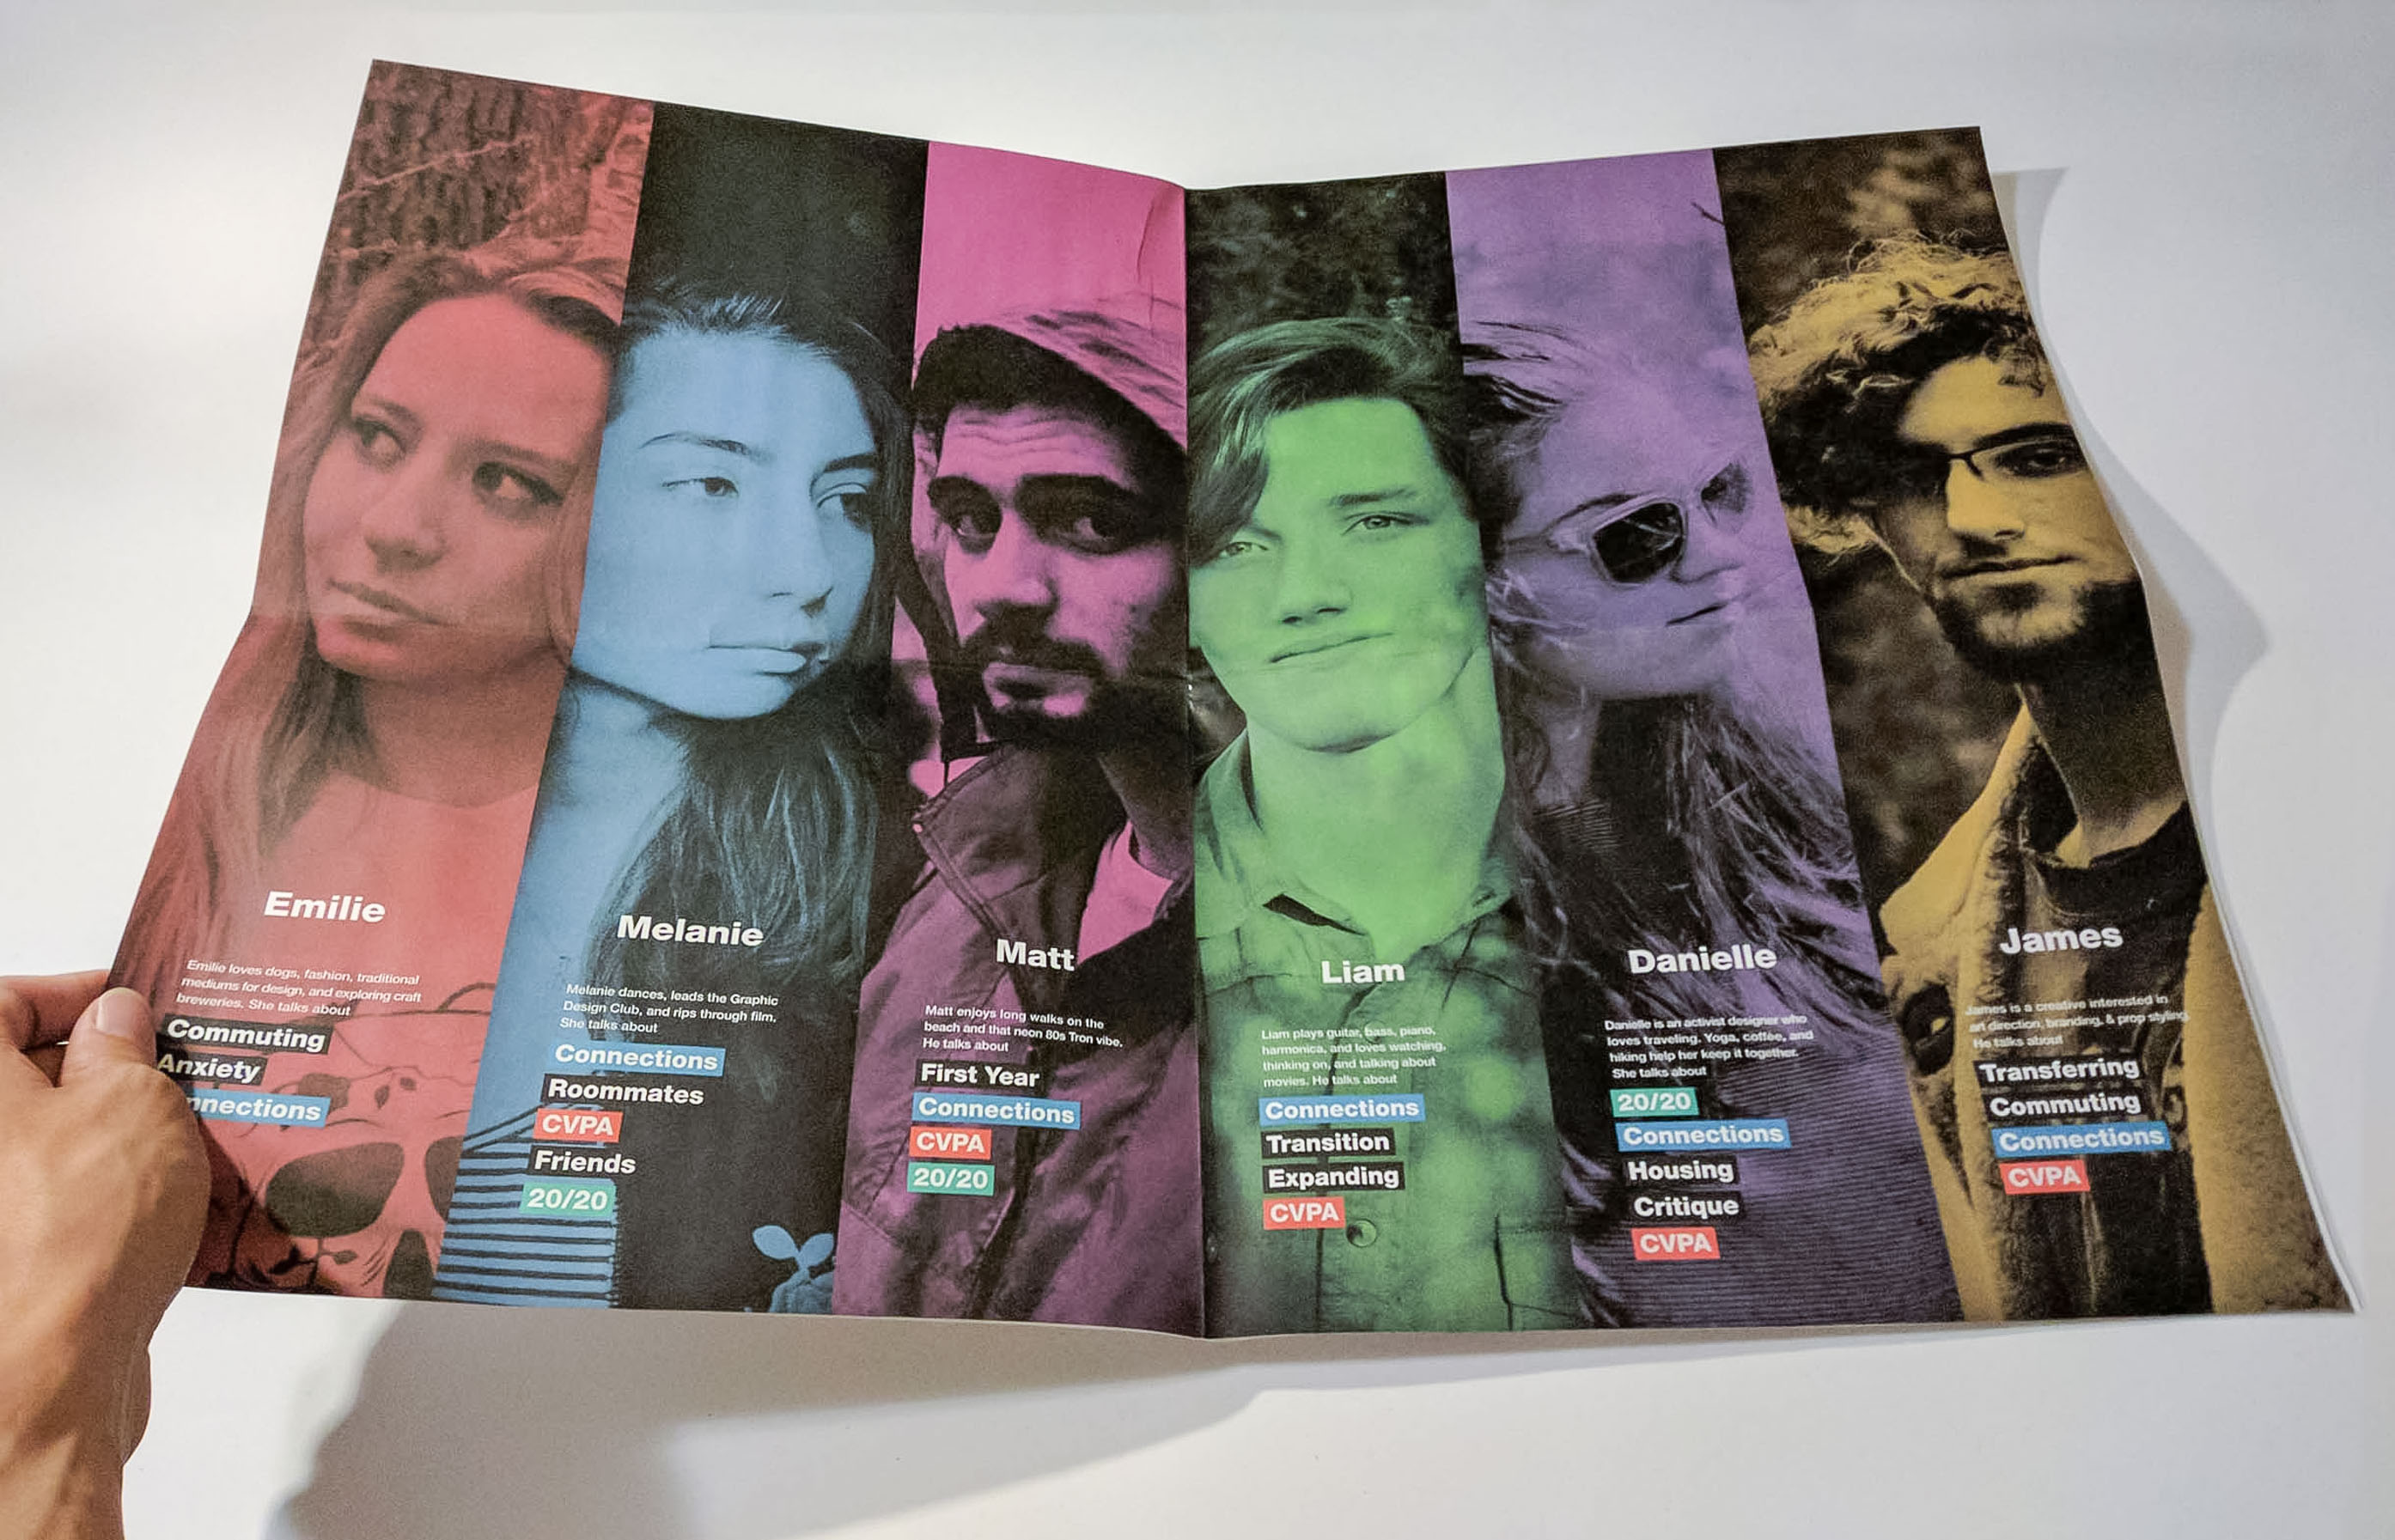 Emilie
Emilie loves dogs, fashion, traditional
mediums for design, and exploring craft
breweries. She talks about
Commuting
Anxiety
nnections
Melanie
Melanie dances, leads the Graphic
Design Club, and rips through film.
She talks about
Connections
Roommates
CVPA
Friends
20/20
Matt
Matt enjoys long walks on the
beach and that neon 80s Tron vibe.
He talks about
First Year
Connections
CVPA
20/20
Liam
Liam plays guitar, bass, piano,
harmonica, and loves watching,
thinking on, and talking about
movies. He talks about
Connections
Transition
Expanding
CVPA
Danielle
Danielle is an activist designer who
loves traveling. Yoga, coffee, and
hiking help her keep it together.
She talks about
20/20
Connections
Housing
Critique
CVPA
James
James is a creative interested in
art direction, branding, & prop styling.
He talks about
Transferring
Commuting
Connections
CVPA